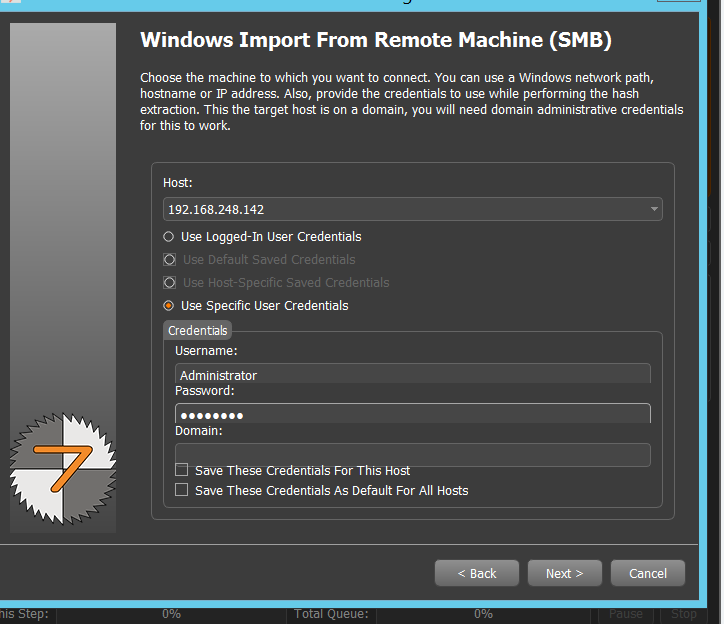 Windows Import From Remote Machine (SMB)
Choose the machine to which you want to connect. You can use a Windows network path,
hostname or IP address. Also, provide the credentials to use while performing the hash
extraction. This the target host is on a domain, you will need domain administrative credentials
for this to work.
Host:
192.168.248.142
Use Logged-In User Credentials
Use Default Saved Credentials
Use Host-Specific Saved Credentials
Use Specific User Credentials
Credentials
Username:
Administrator
Password:
●●●●●●●●
Domain:
Save These Credentials For This Host
Save These Credentials As Default For All Hosts
7
< Back Next > Cancel
his Step: 0% Total Queue: 0% Pause Stop